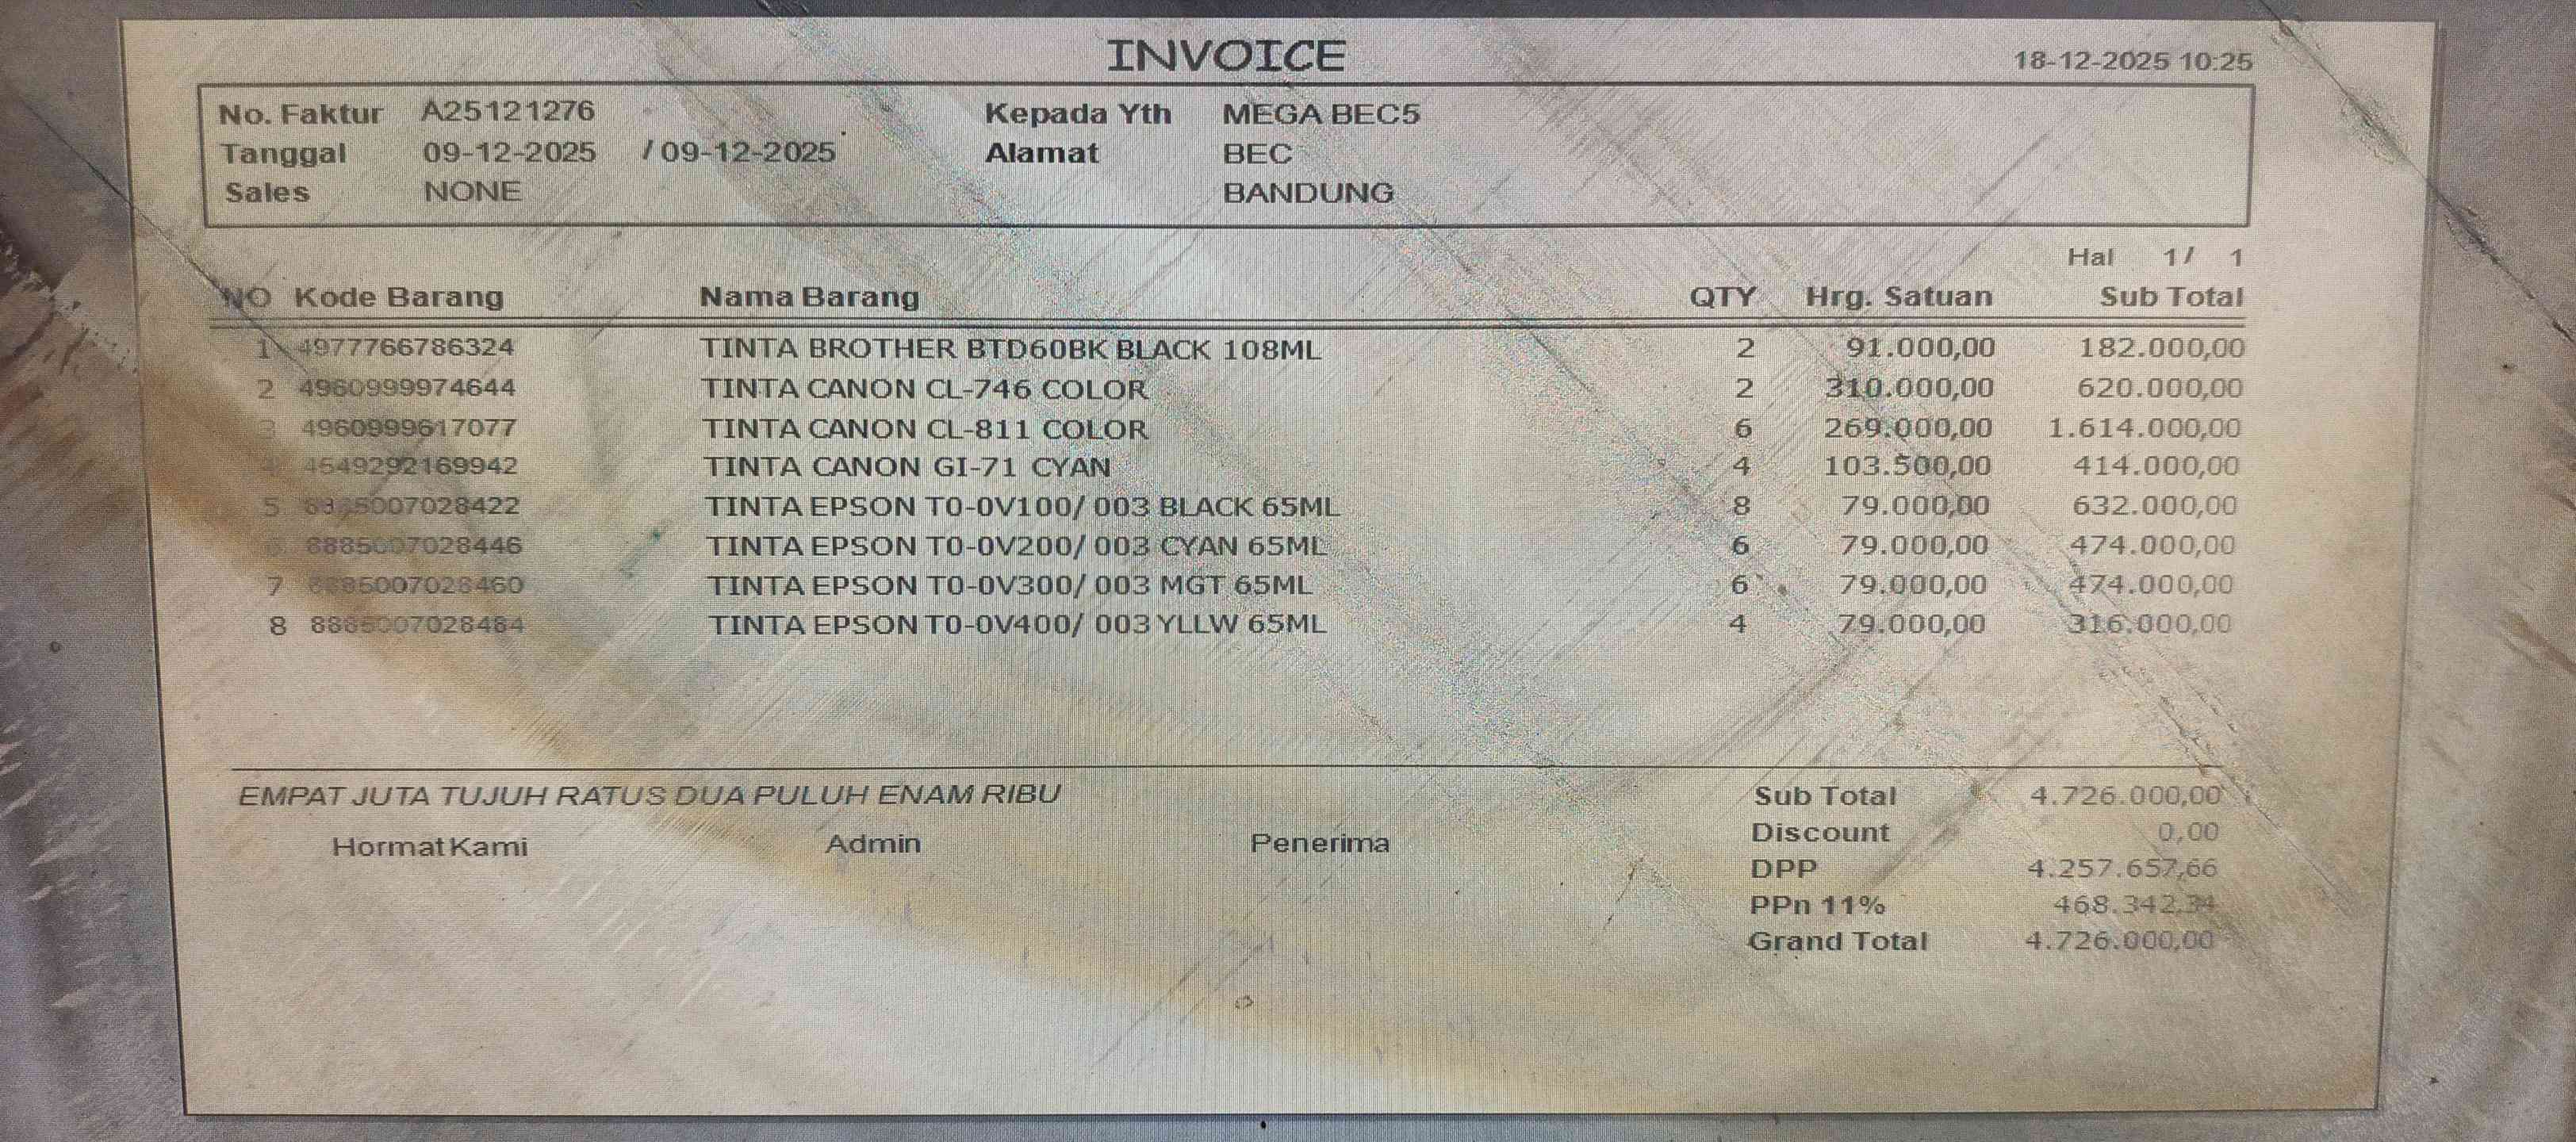 INVOICE
18-12-2025 10:25
No. Faktur A25121276 Kepada Yth MEGA BEC5
Tanggal 09-12-2025 / 09-12-2025 Alamat BEC
Sales NONE BANDUNG
Hal 1/ 1
NO Kode Barang Nama Barang QTY Hrg. Satuan Sub Total
1 4977766786324 TINTA BROTHER BTD60BK BLACK 108ML 2 91.000,00 182.000,00
2 4960999974644 TINTA CANON CL-746 COLOR 2 310.000,00 620.000,00
3 4960999617077 TINTA CANON CL-811 COLOR 6 269.000,00 1.614.000,00
4 4549292169942 TINTA CANON GI-71 CYAN 4 103.500,00 414.000,00
5 TINTA EPSON T0-0V100/ 003 BLACK 65ML 8 79.000,00 632.000,00
6 8885007028446 TINTA EPSON T0-0V200/ 003 CYAN 65ML 6 79.000,00 474.000,00
7 TINTA EPSON T0-0V300/ 003 MGT 65ML 6 79.000,00 474.000,00
8 8885007028484 TINTA EPSON T0-0V400/ 003 YLLW 65ML 4 79.000,00 316.000,00
EMPAT JUTA TUJUH RATUS DUA PULUH ENAM RIBU
Sub Total 4.726.000,00
Hormat Kami Admin Penerima
Discount 0,00
DPP 4.257.657,66
PPn 11% 468.342,34
Grand Total 4.726.000,00